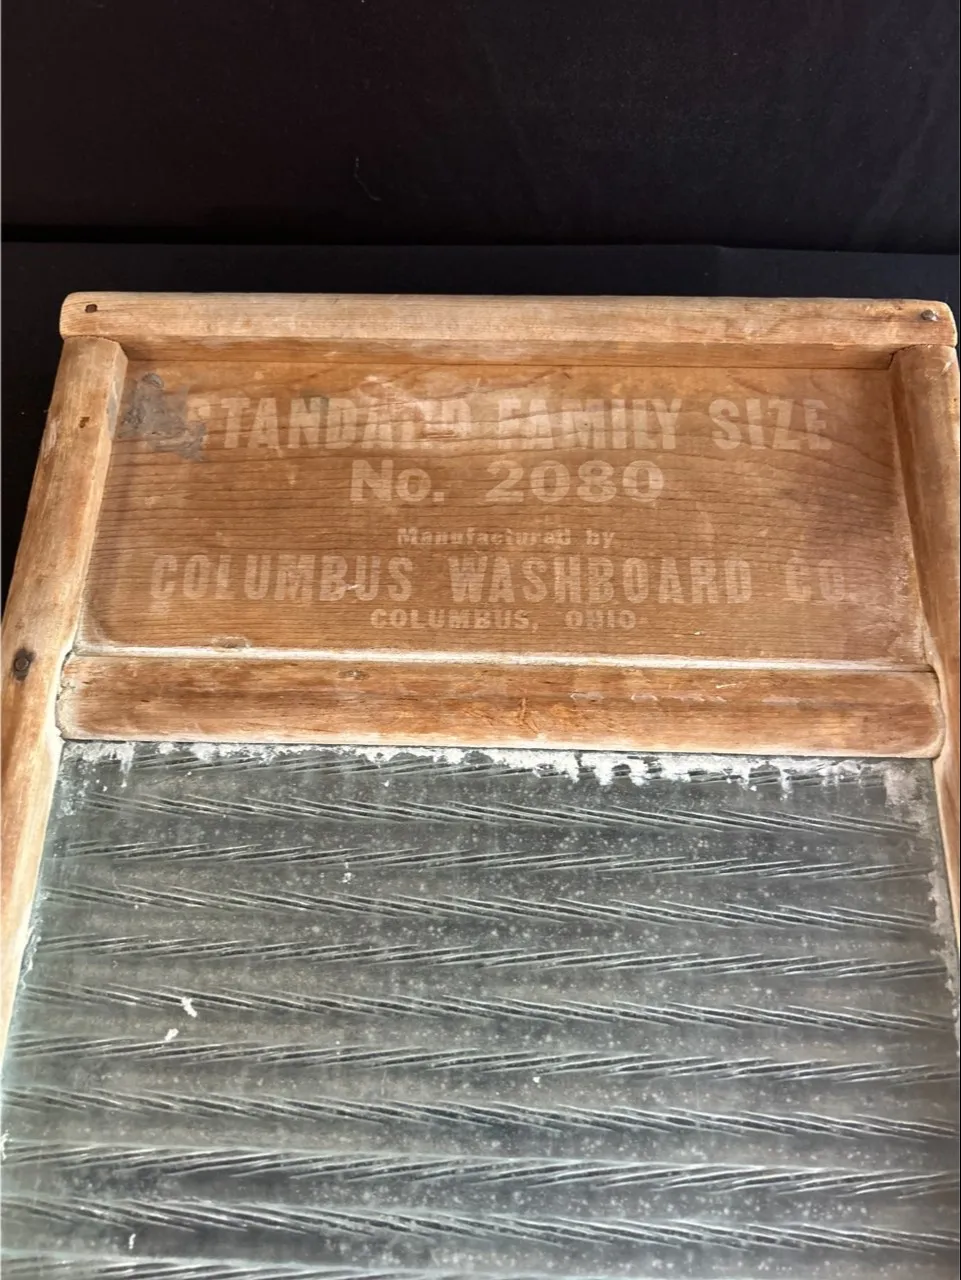 STANDARD FAMILY SIZE
No. 2080
Manufactured by
COLUMBUS WASHBOARD CO.
COLUMBUS, OHIO